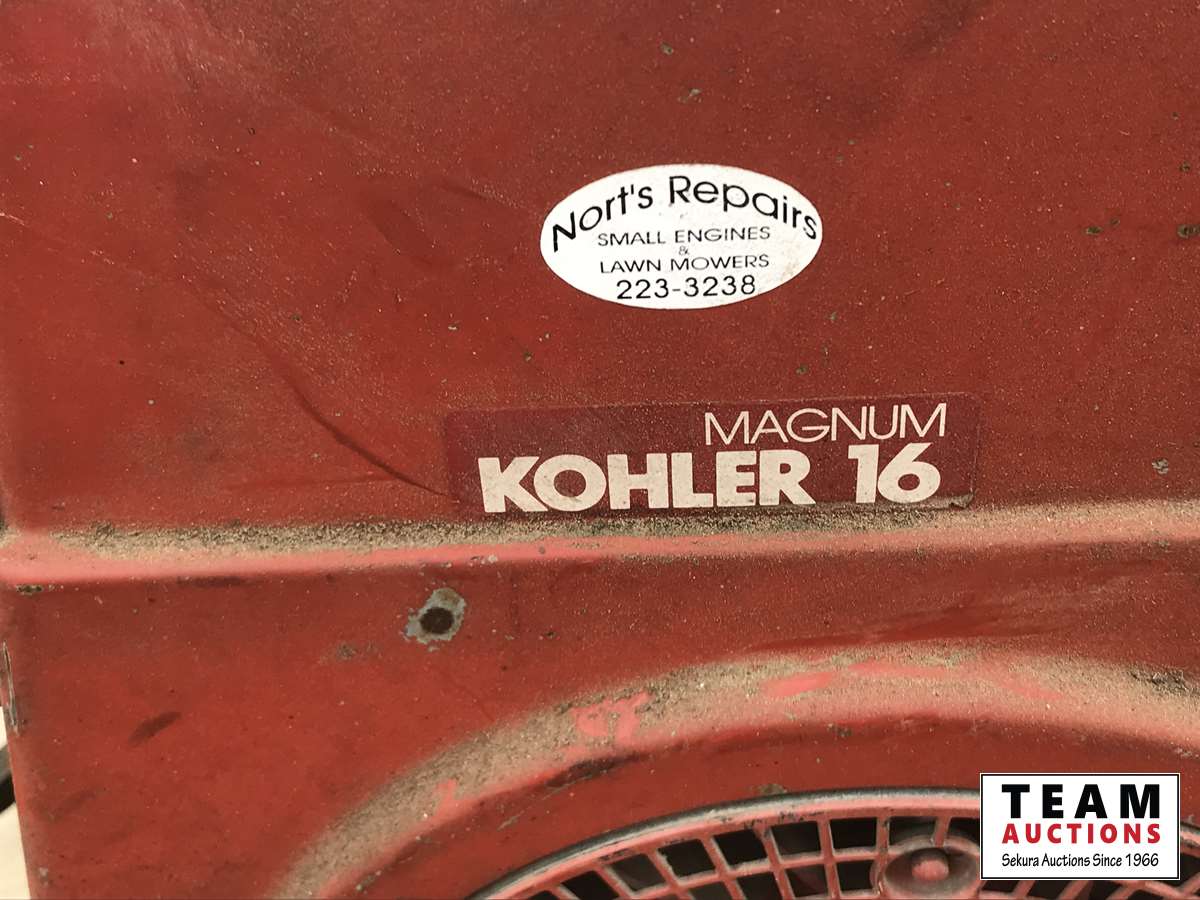 Nort's Repairs
SMALL ENGINES
&
LAWN MOWERS
223-3238
MAGNUM
KOHLER 16
TEAM
AUCTIONS
Sekura Auctions Since 1966